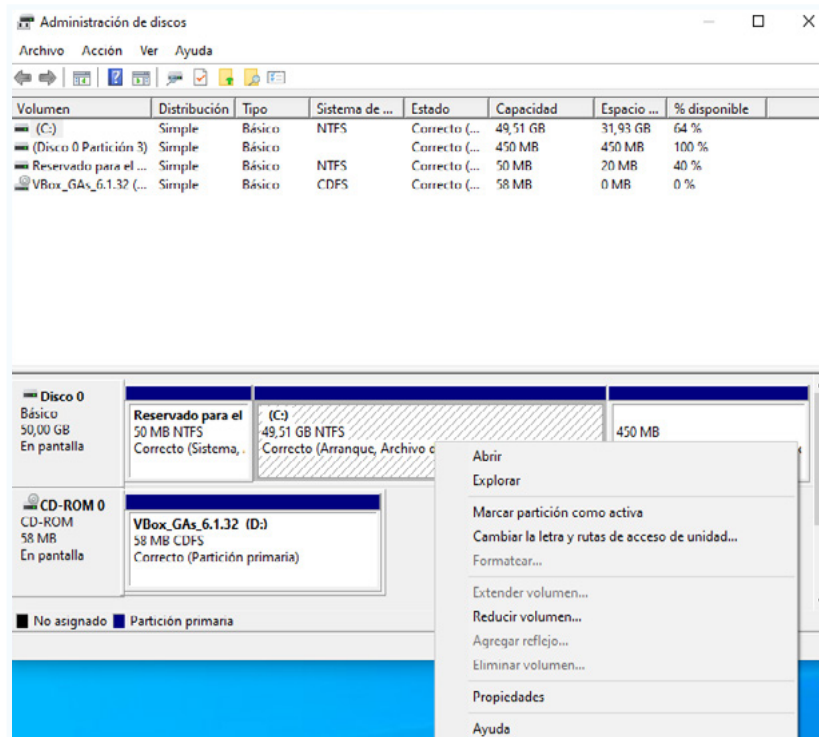 Administración de discos
Archivo Acción Ver Ayuda
Volumen Distribución Tipo Sistema de ... Estado Capacidad Espacio ... % disponible
(C:) Simple Básico NTFS Correcto (... 49,51 GB 31,93 GB 64 %
(Disco 0 Partición 3) Simple Básico Correcto (... 450 MB 450 MB 100 %
Reservado para el ... Simple Básico NTFS Correcto (... 50 MB 20 MB 40 %
VBox_GAs_6.1.32 (... Simple Básico CDFS Correcto (... 58 MB 0 MB 0 %
Disco 0
Básico
50,00 GB
En pantalla
Reservado para el
50 MB NTFS
Correcto (Sistema, .
(C:)
49,51 GB NTFS
Correcto (Arranque, Archivo d
450 MB
CD-ROM 0
CD-ROM
58 MB
En pantalla
VBox_GAs_6.1.32 (D:)
58 MB CDFS
Correcto (Partición primaria)
No asignado Partición primaria
Abrir
Explorar
Marcar partición como activa
Cambiar la letra y rutas de acceso de unidad...
Formatear...
Extender volumen...
Reducir volumen...
Agregar reflejo...
Eliminar volumen...
Propiedades
Ayuda